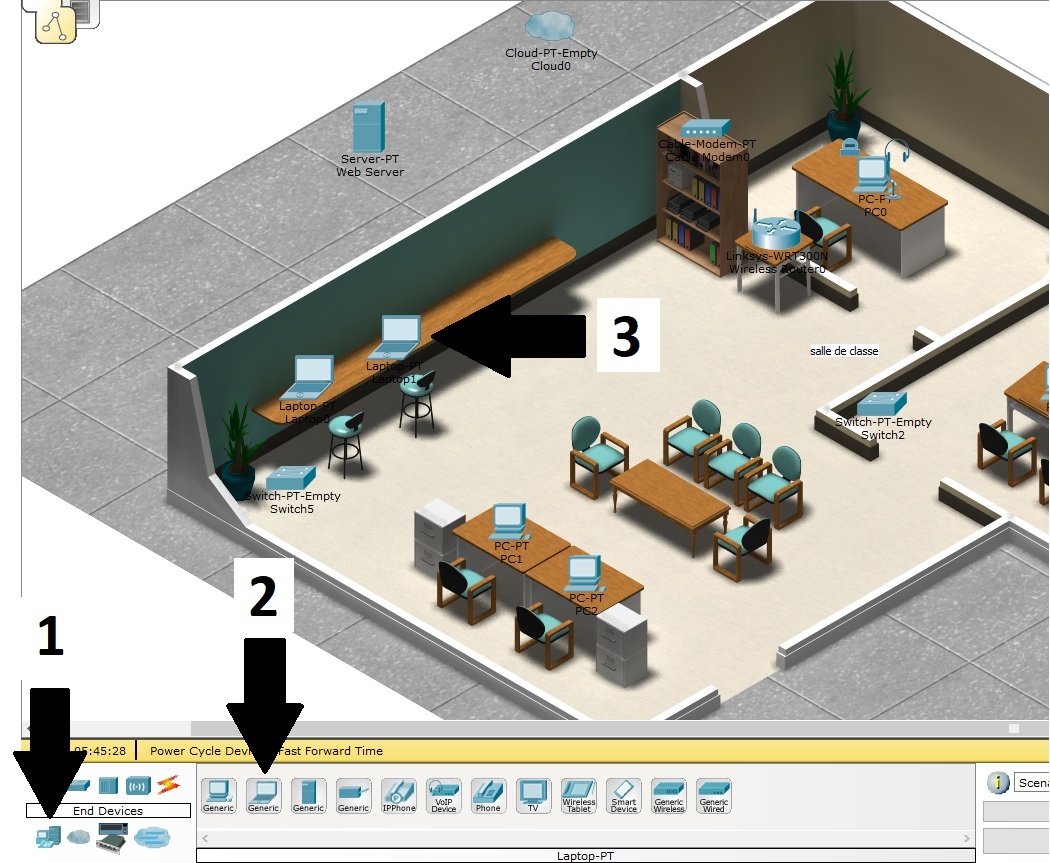 Cloud-PT-Empty
Cloud0
Server-PT
Web Server
Cable-Modem-PT
Cable Modem0
PC-PT
PC0
Linksys-WRT300N
Wireless Router0
3
salle de classe
Laptop-PT
Laptop1
Laptop-PT
Laptop0
Switch-PT-Empty
Switch2
Switch-PT-Empty
Switch5
PC-PT
PC1
PC-PT
PC2
2
1
05:45:28
Power Cycle Fast Forward Time
End Devices
Generic
Generic
Generic
Generic
IPPhone
VoIP
Device
Phone
TV
Wireless
Tablet
Smart
Device
Generic
Wireless
Generic
Wired
Laptop-PT